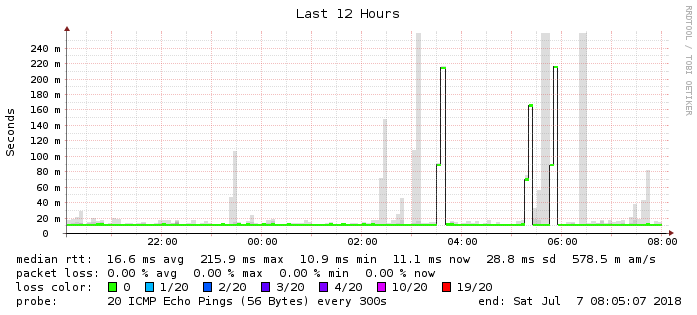 Last 12 Hours
RRDTOOL / TOBI OETIKER
Seconds
240 m
220 m
200 m
180 m
160 m
140 m
120 m
100 m
80 m
60 m
40 m
20 m
0
22:00 00:00 02:00 04:00 06:00 08:00
median rtt: 16.6 ms avg 215.9 ms max 10.9 ms min 11.1 ms now 28.8 ms sd 578.5 m am/s
packet loss: 0.00 % avg 0.00 % max 0.00 % min 0.00 % now
loss color: 0 1/20 2/20 3/20 4/20 10/20 19/20
probe: 20 ICMP Echo Pings (56 Bytes) every 300s end: Sat Jul 7 08:05:07 2018